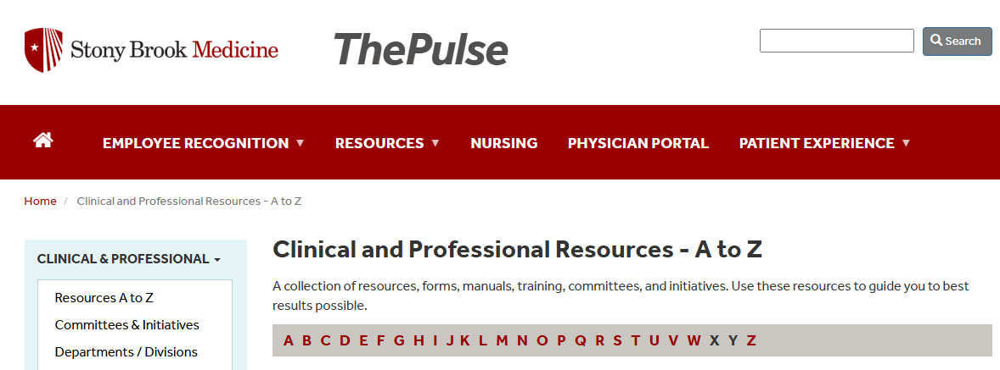 Stony Brook Medicine
ThePulse
Search
EMPLOYEE RECOGNITION ▼ RESOURCES ▼ NURSING PHYSICIAN PORTAL PATIENT EXPERIENCE ▼
Home / Clinical and Professional Resources - A to Z
CLINICAL & PROFESSIONAL
Resources A to Z
Committees & Initiatives
Departments / Divisions
Clinical and Professional Resources - A to Z
A collection of resources, forms, manuals, training, committees, and initiatives. Use these resources to guide you to best
results possible.
A B C D E F G H I J K L M N O P Q R S T U V W X Y Z